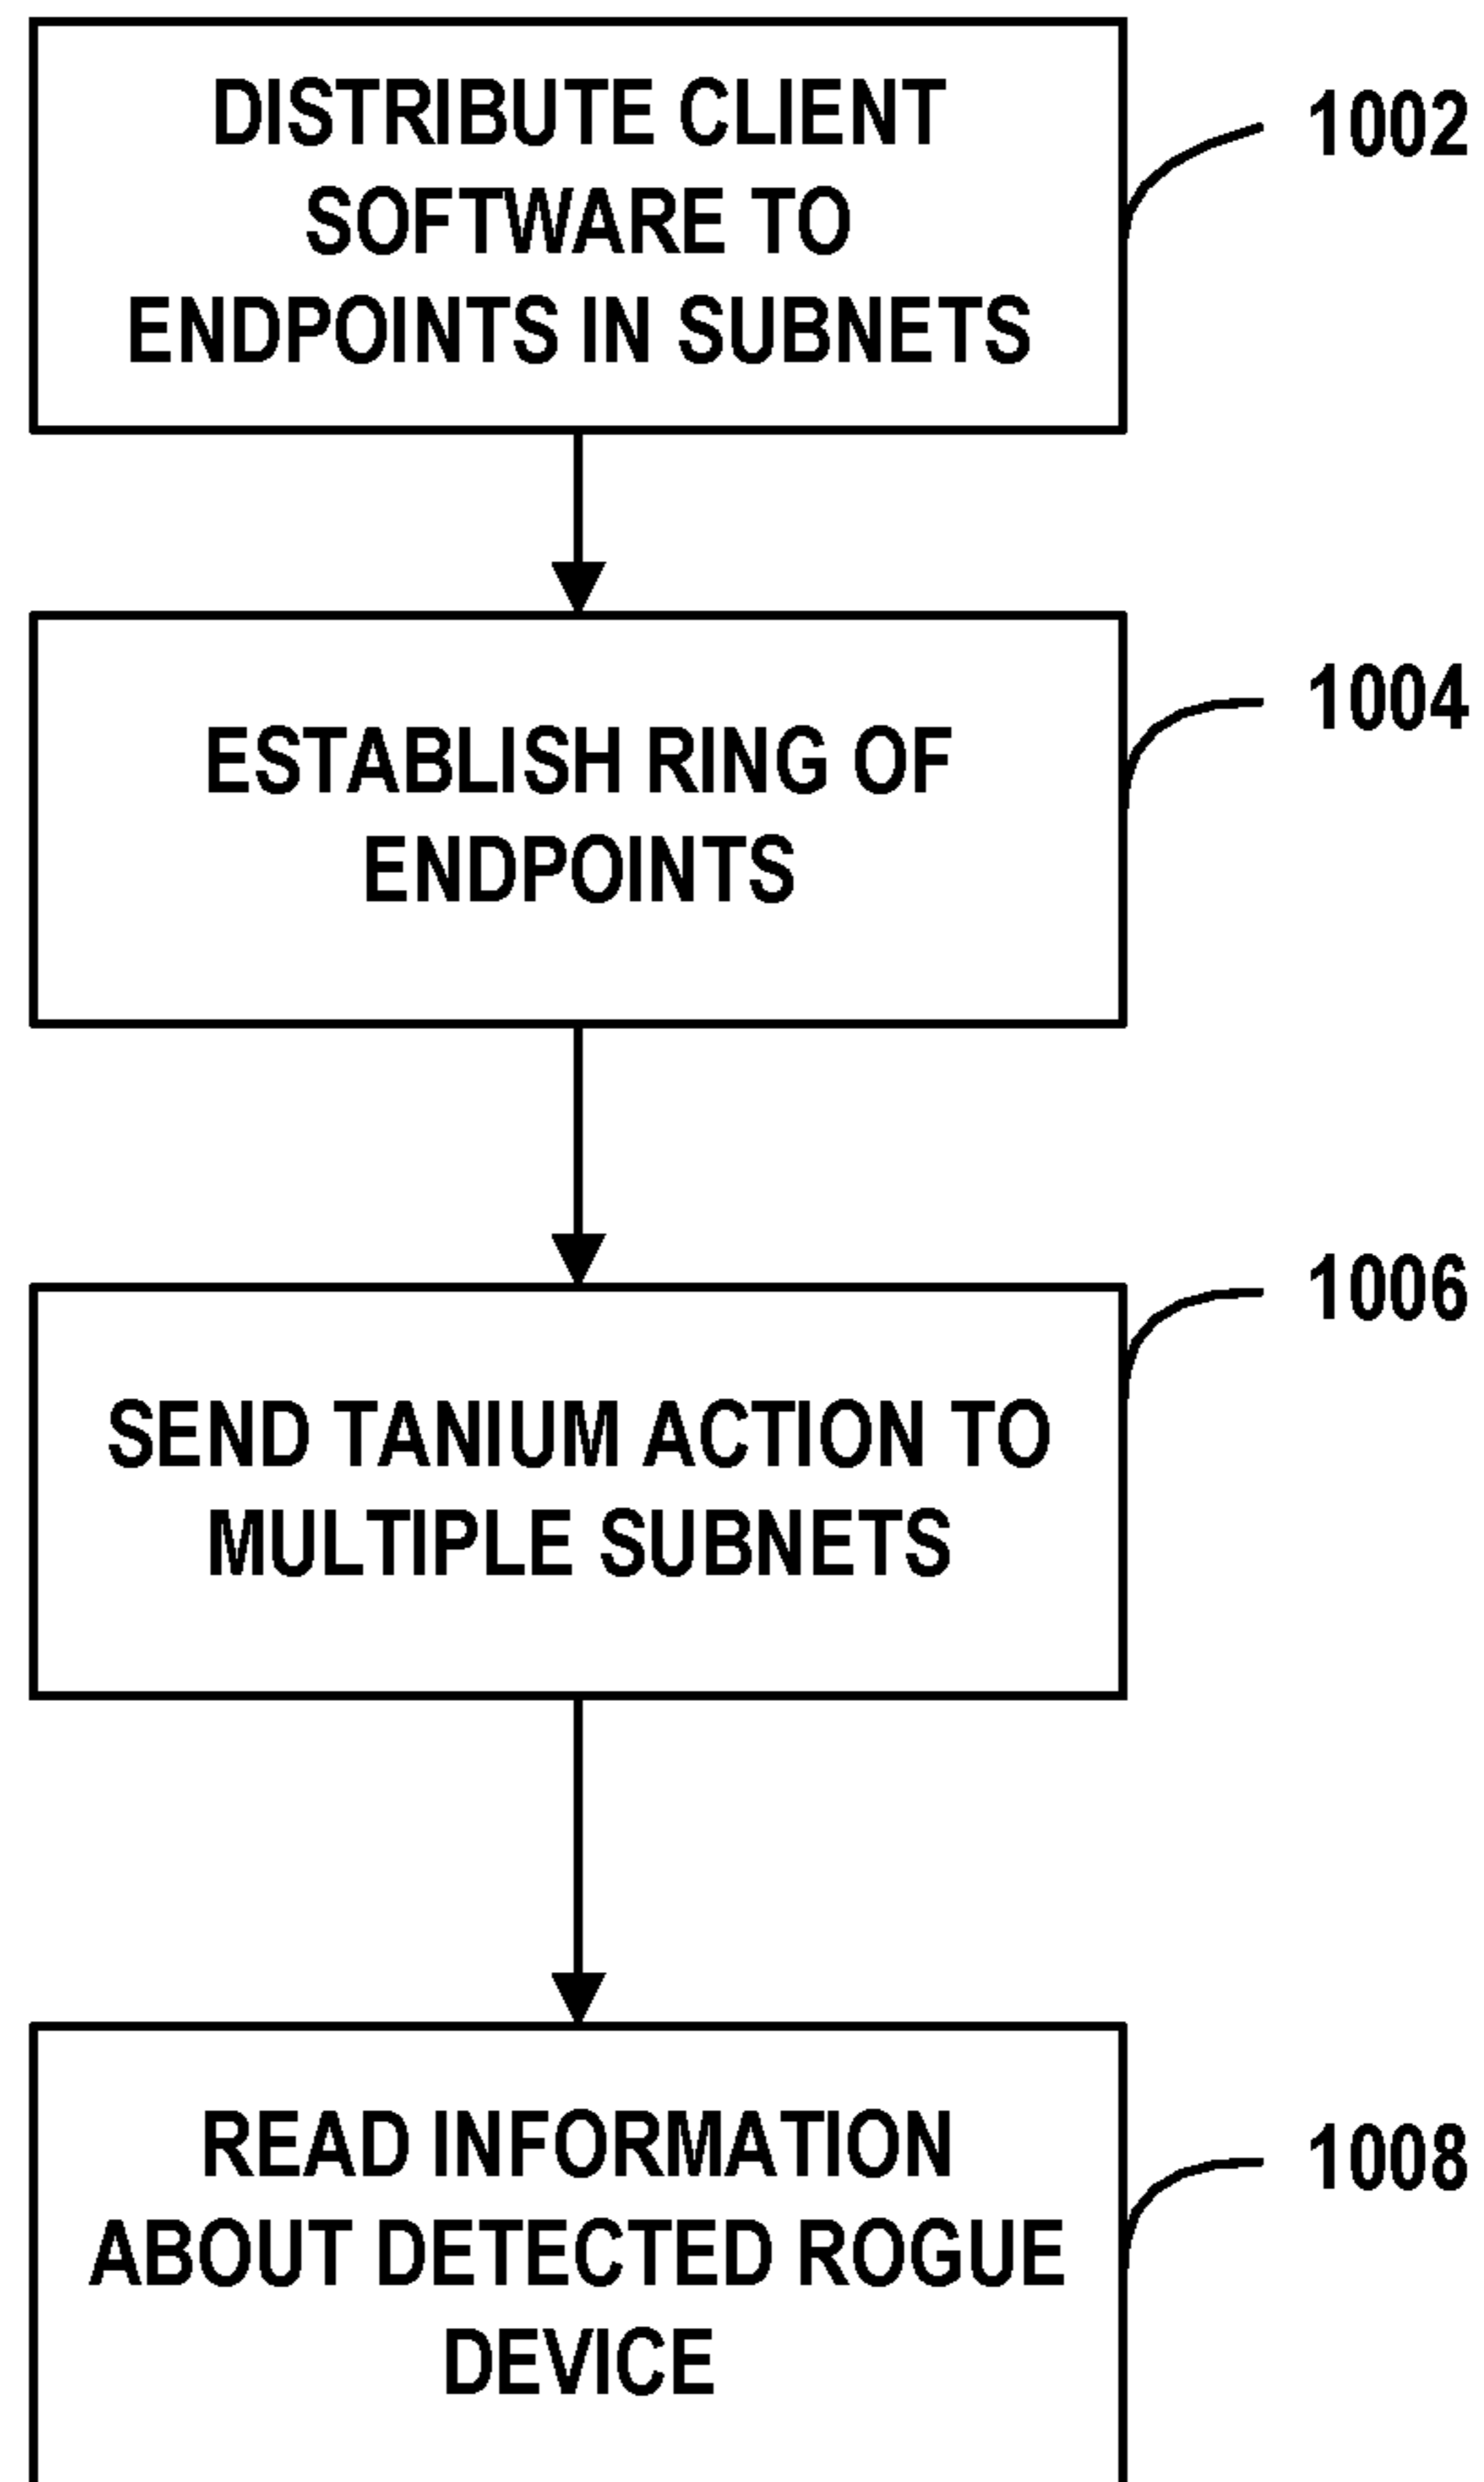 DISTRIBUTE CLIENT
SOFTWARE TO
ENDPOINTS IN SUBNETS
1002
ESTABLISH RING OF
ENDPOINTS
1004
SEND TANIUM ACTION TO
MULTIPLE SUBNETS
1006
READ INFORMATION
ABOUT DETECTED ROGUE
DEVICE
1008